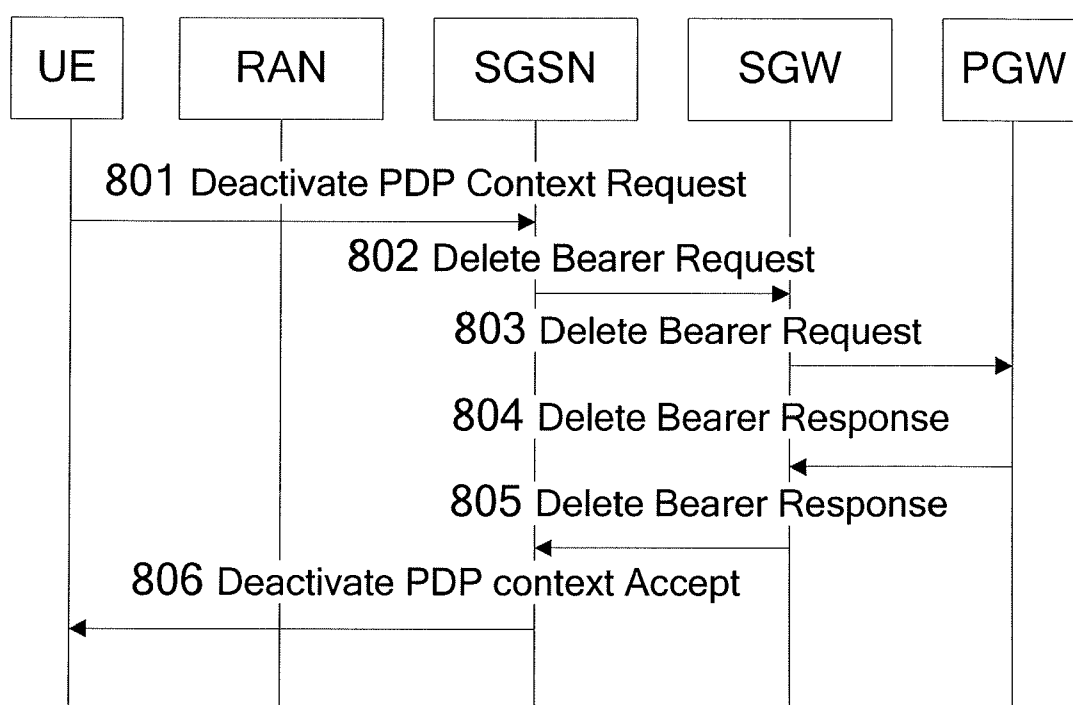 UE RAN SGSN SGW PGW
801 Deactivate PDP Context Request
802 Delete Bearer Request
803 Delete Bearer Request
804 Delete Bearer Response
805 Delete Bearer Response
806 Deactivate PDP context Accept